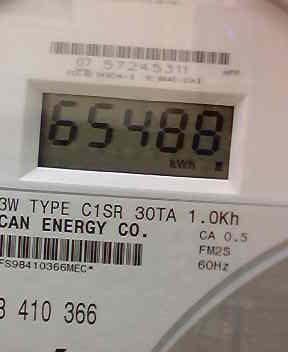 07 57245311
65488
kWh
3W TYPE C1SR 30TA 1.0Kh
CAN ENERGY CO.
CA 0.5
FM2S
FS98410366MEC*
60Hz
3 410 366